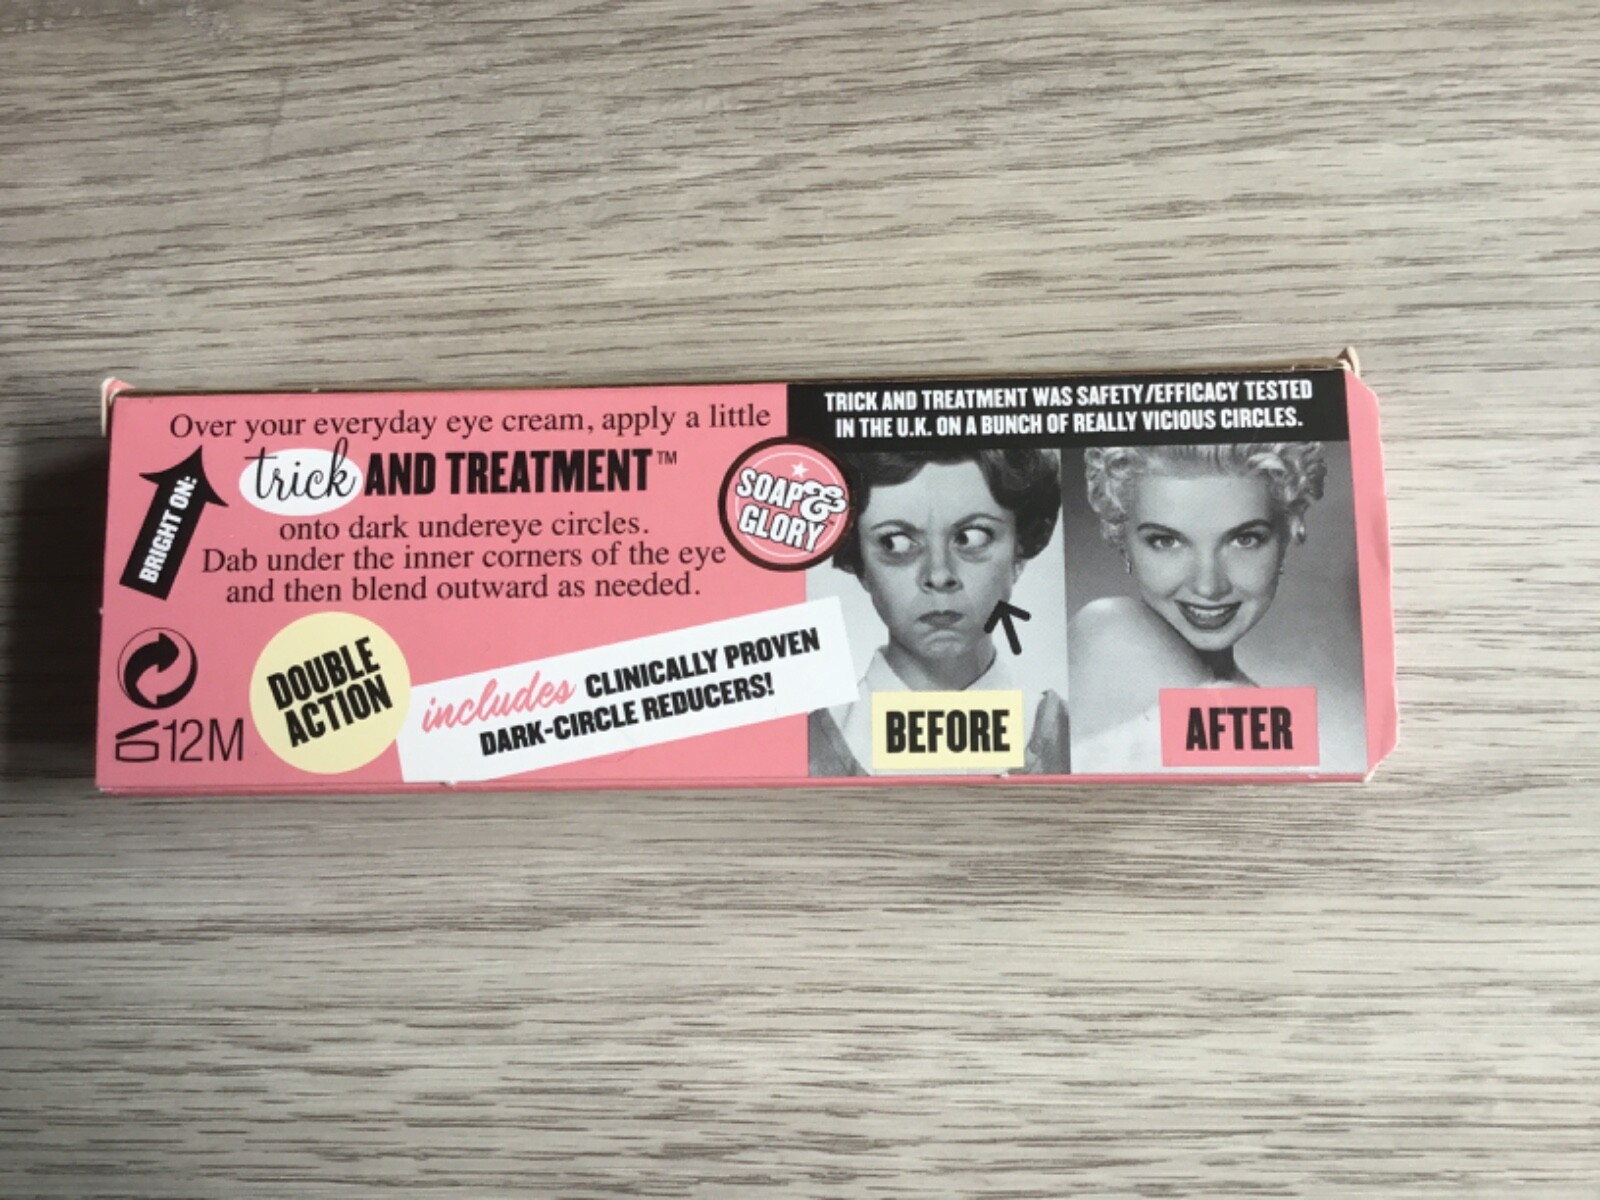 Over your everyday eye cream, apply a little
trick AND TREATMENT™
onto dark undereye circles.
Dab under the inner corners of the eye
and then blend outward as needed.
BRIGHT ON:
12M
DOUBLE
ACTION
includes CLINICALLY PROVEN
DARK-CIRCLE REDUCERS!
SOAP &
GLORY™
TRICK AND TREATMENT WAS SAFETY/EFFICACY TESTED
IN THE U.K. ON A BUNCH OF REALLY VICIOUS CIRCLES.
BEFORE
AFTER